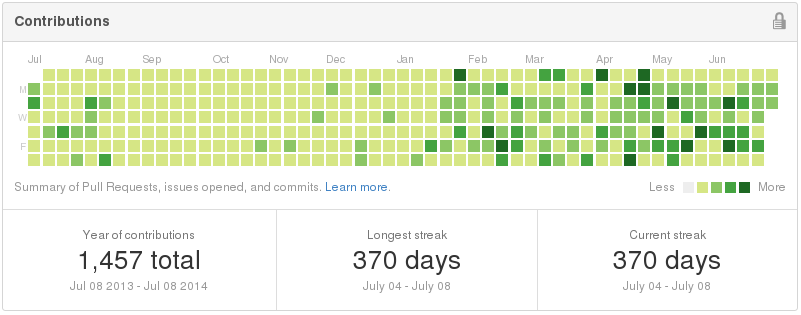 Contributions
Jul Aug Sep Oct Nov Dec Jan Feb Mar Apr May Jun
M
W
F
Summary of Pull Requests, issues opened, and commits. Learn more. Less More
Year of contributions Longest streak Current streak
1,457 total 370 days 370 days
Jul 08 2013 - Jul 08 2014 July 04 - July 08 July 04 - July 08